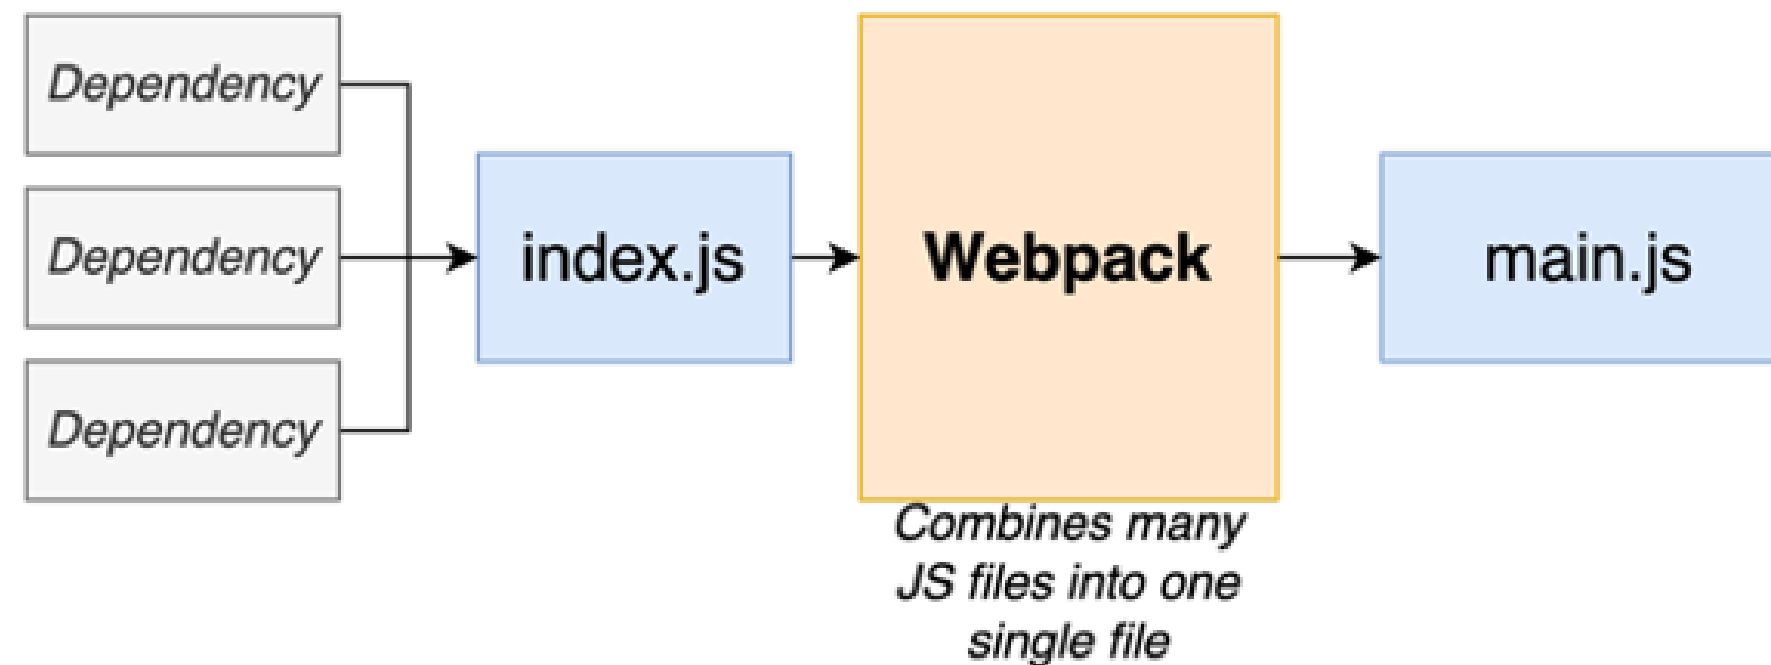 Dependency
Dependency
Dependency
index.js
Webpack
main.js
Combines many
JS files into one
single file